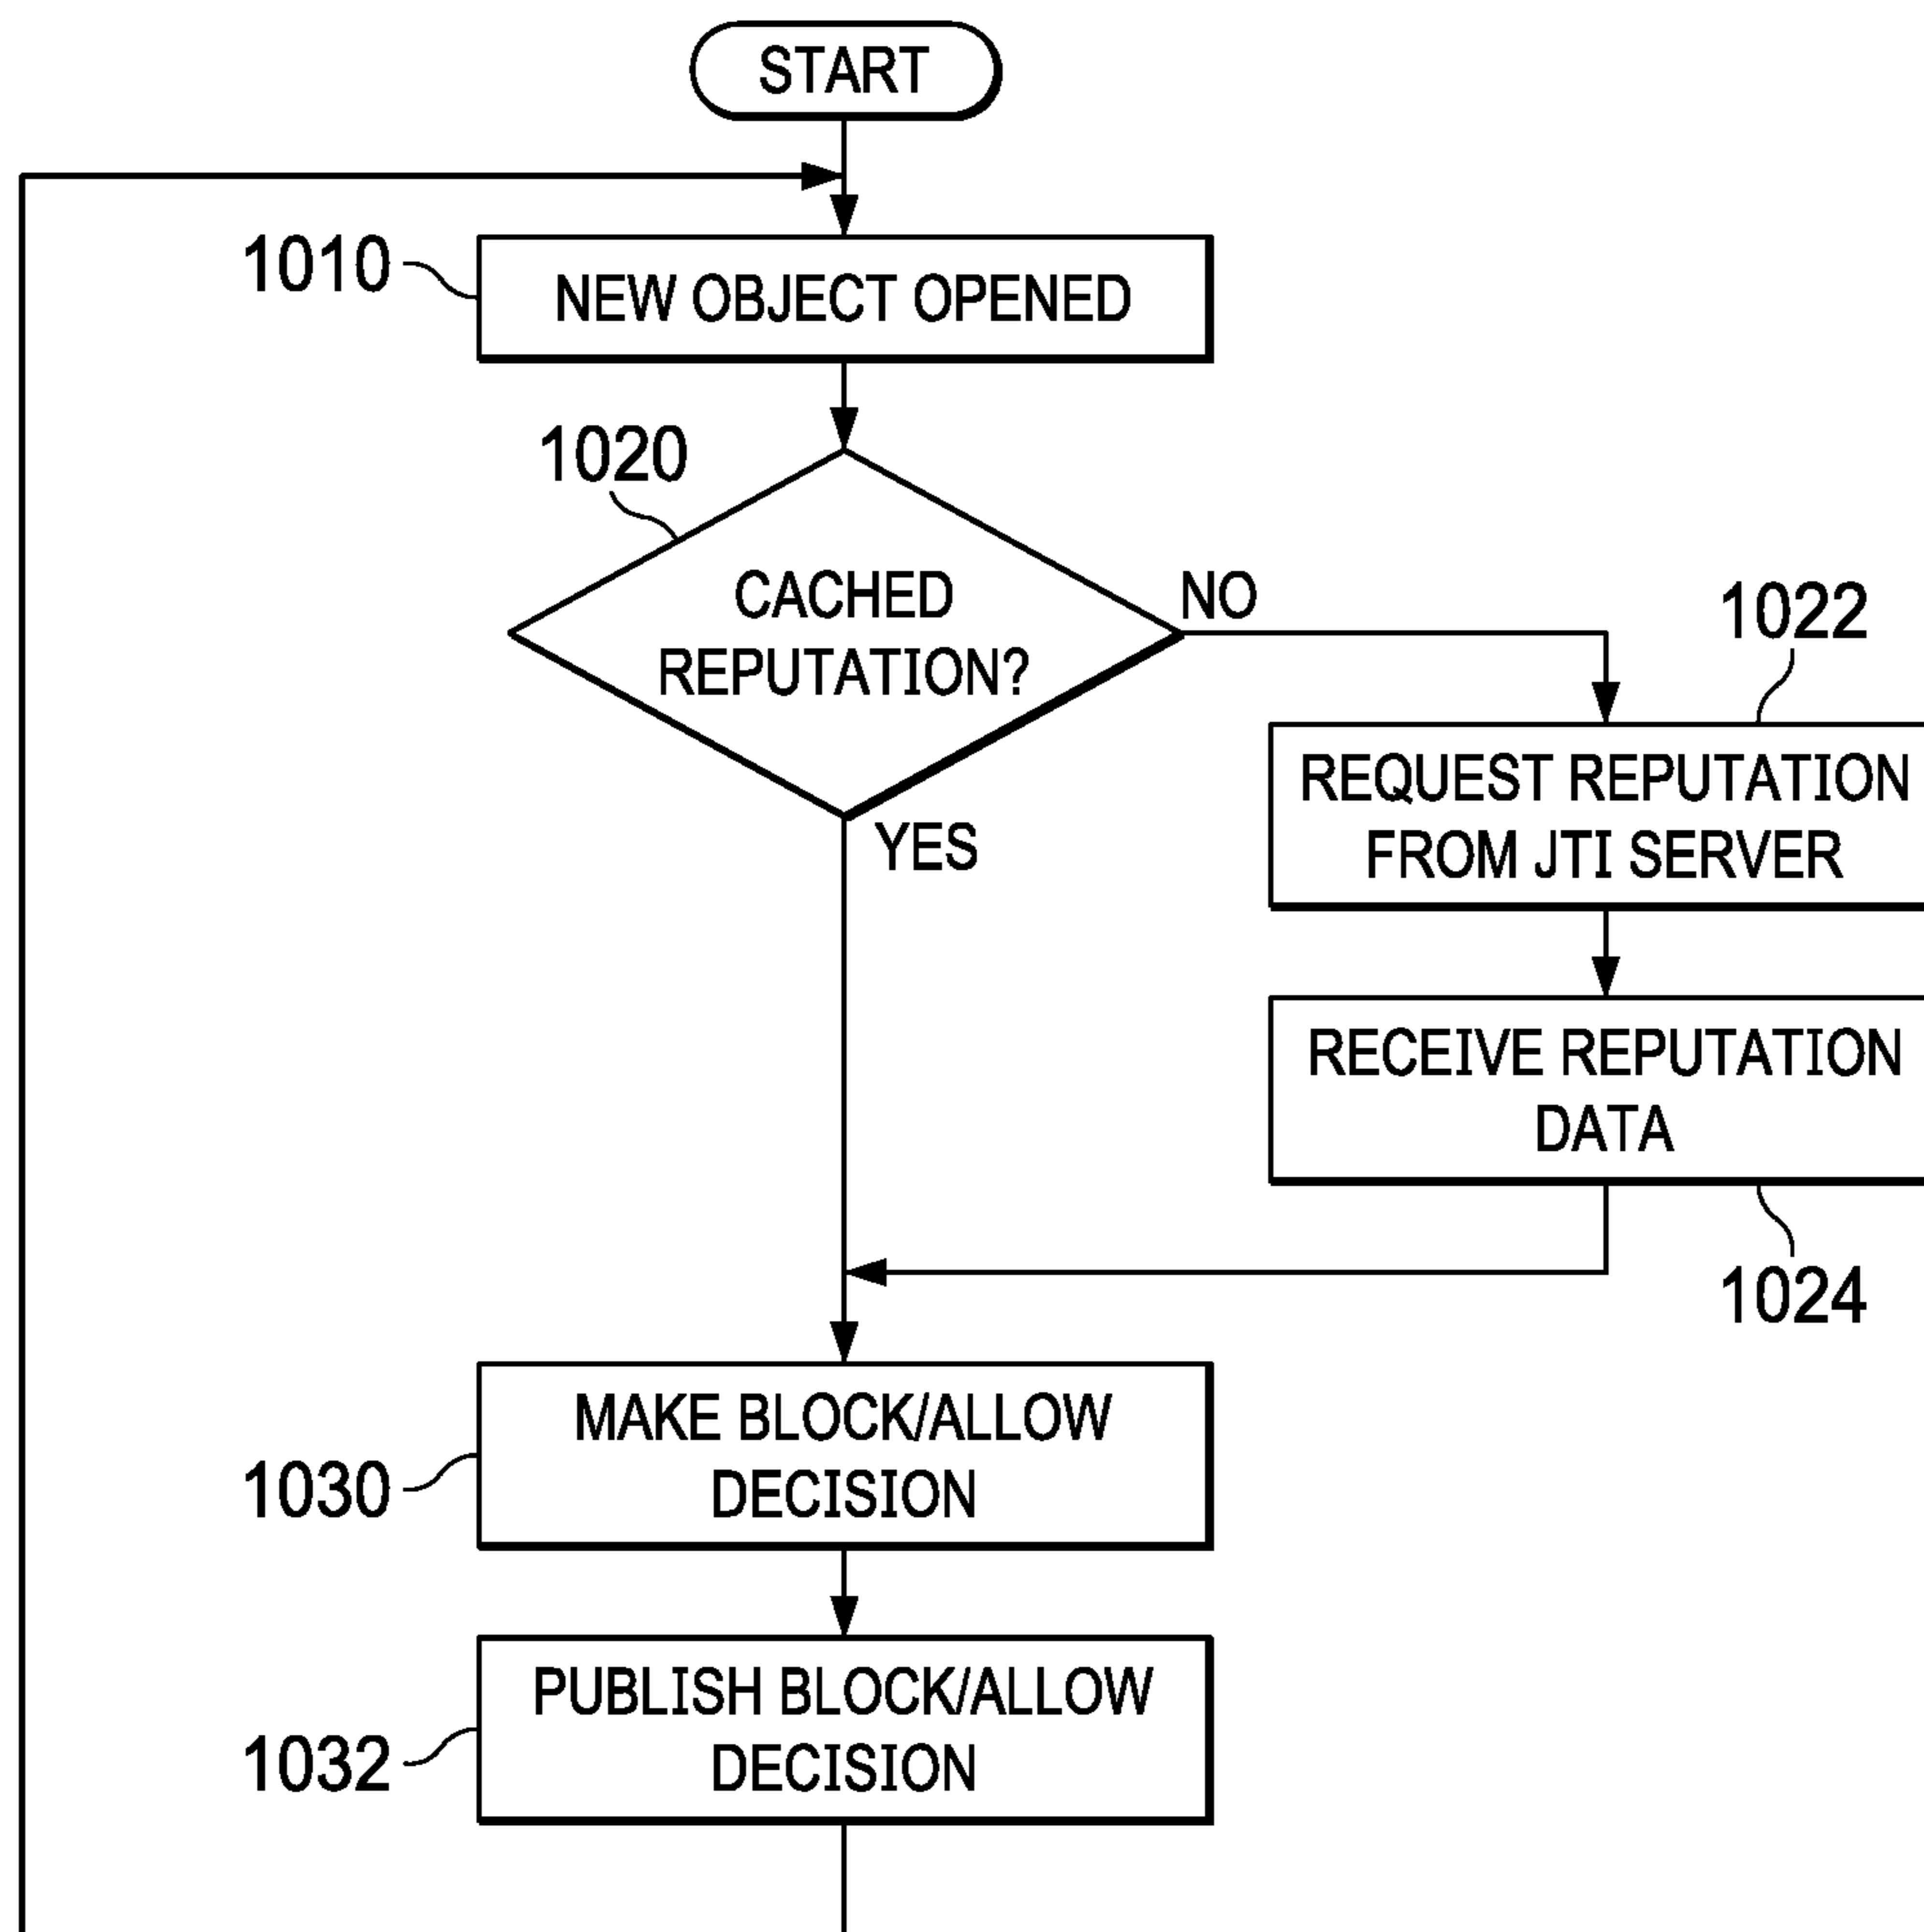 START
1010
NEW OBJECT OPENED
1020
CACHED
REPUTATION?
NO
YES
1022
REQUEST REPUTATION
FROM JTI SERVER
RECEIVE REPUTATION
DATA
1024
1030
MAKE BLOCK/ALLOW
DECISION
1032
PUBLISH BLOCK/ALLOW
DECISION